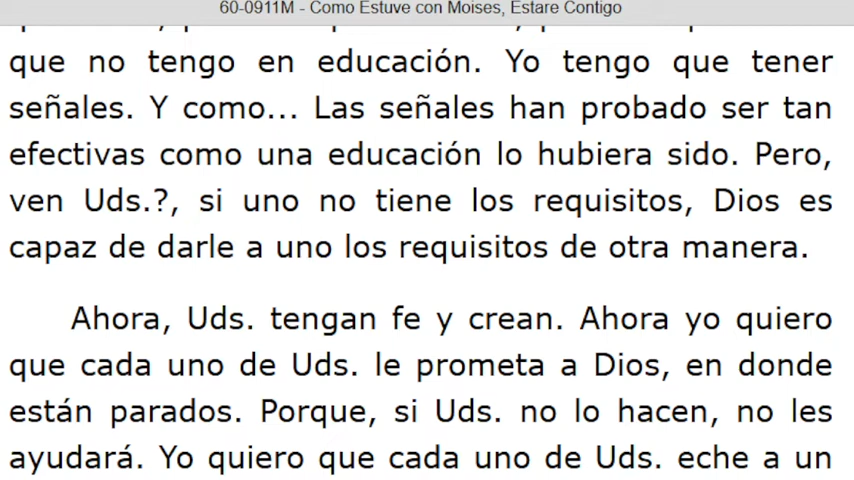 60-0911M - Como Estuve con Moises, Estare Contigo
que no tengo en educación. Yo tengo que tener
señales. Y como... Las señales han probado ser tan
efectivas como una educación lo hubiera sido. Pero,
ven Uds.?, si uno no tiene los requisitos, Dios es
capaz de darle a uno los requisitos de otra manera.
Ahora, Uds. tengan fe y crean. Ahora yo quiero
que cada uno de Uds. le prometa a Dios, en donde
están parados. Porque, si Uds. no lo hacen, no les
ayudará. Yo quiero que cada uno de Uds. eche a un